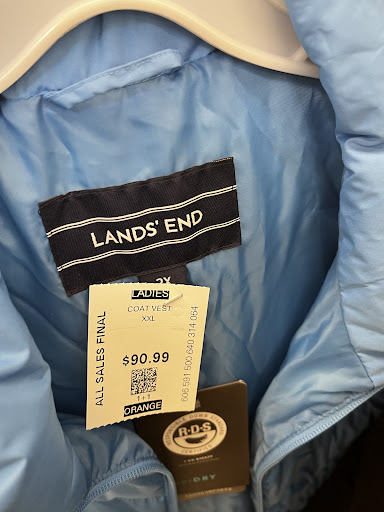 LANDS' END
2X
LADIES
COAT VEST
XXL
ALL SALES FINAL
$90.99
606 591 500 640 314 064
1+1
ORANGE
R·D·S
DRY